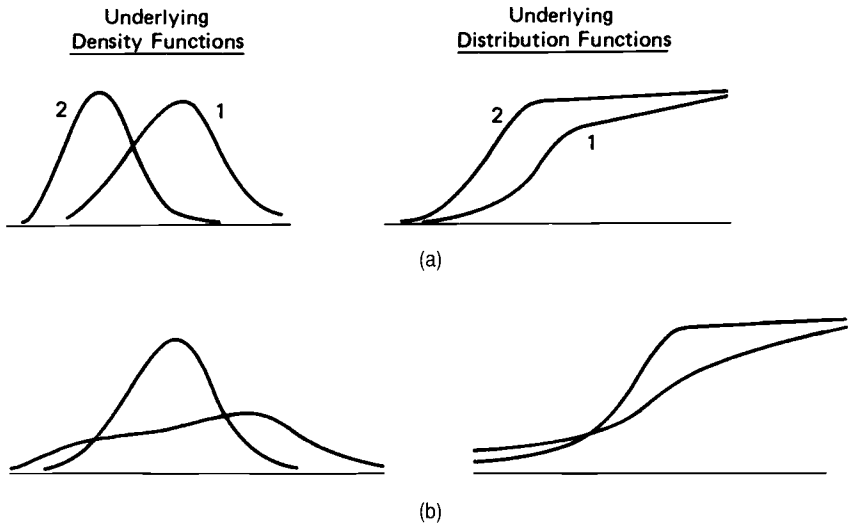 Underlying
Density Functions
Underlying
Distribution Functions
2
1
2
1
(a)
(b)